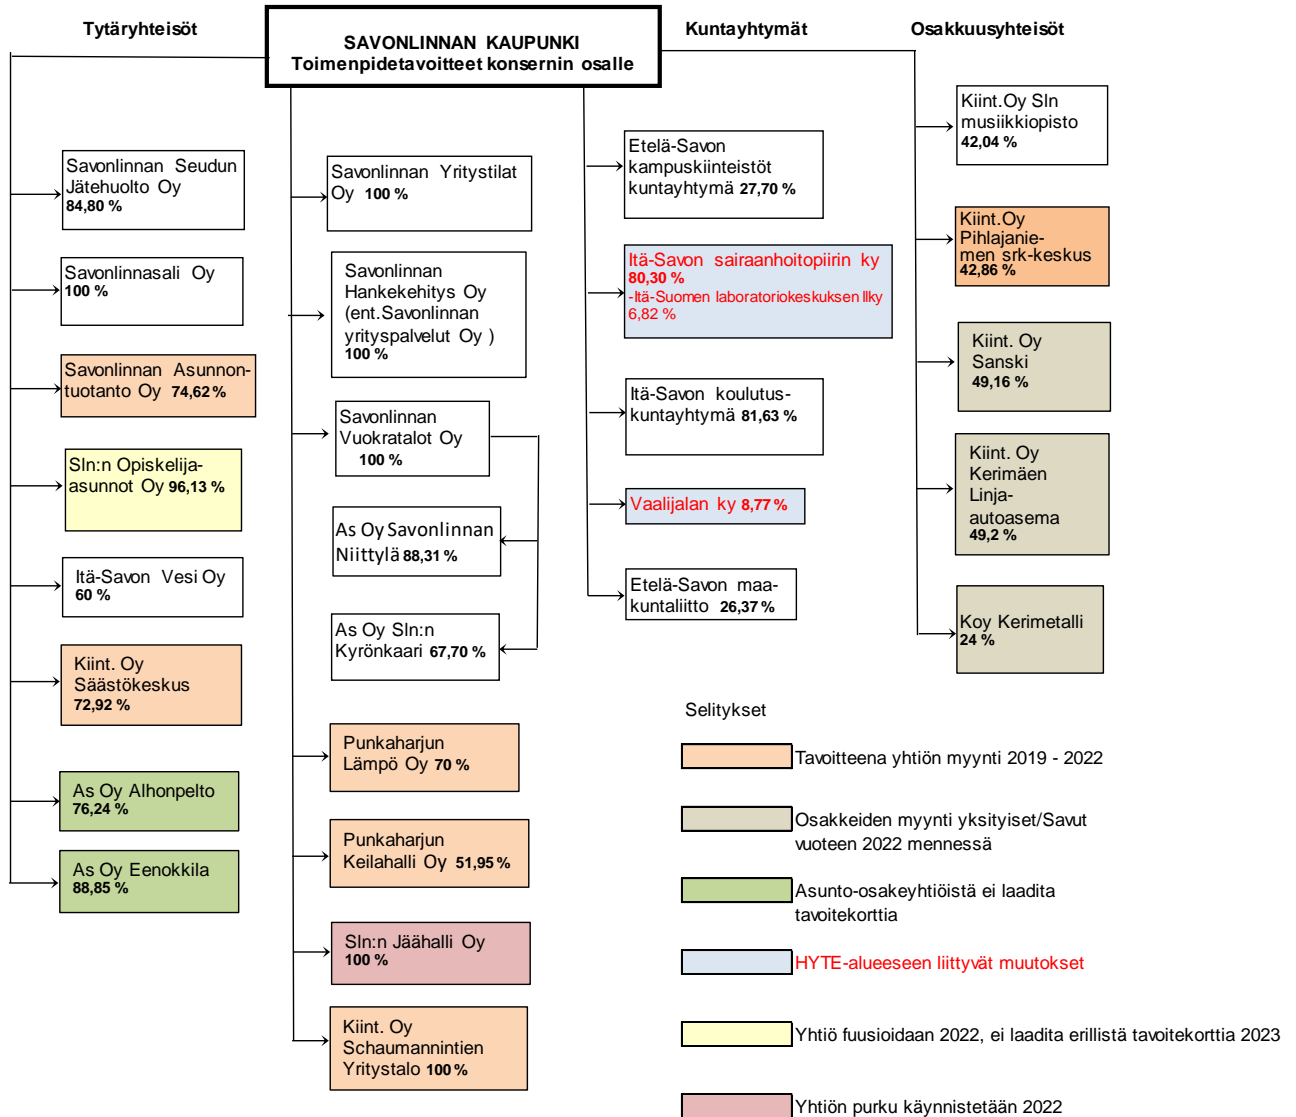 Tytäryhteisöt
SAVONLINNAN KAUPUNKI
Toimenpidetavoitteet konsernin osalle
Kuntayhtymät
Osakkuusyhteisöt
Savonlinnan Seudun
Jätehuolto Oy
84,80 %
Savonlinnasali Oy
100 %
Savonlinnan Asunnon-
tuotanto Oy 74,62 %
Sln:n Opiskelija-
asunnot Oy 96,13 %
Itä-Savon Vesi Oy
60 %
Kiint. Oy
Säästökeskus
72,92 %
As Oy Alhonpelto
76,24 %
As Oy Eenokkila
88,85 %
Savonlinnan Yritystilat
Oy 100 %
Savonlinnan
Hankekehitys Oy
(ent.Savonlinnan
yrityspalvelut Oy )
100 %
Savonlinnan
Vuokratalot Oy
100 %
As Oy Savonlinnan
Niittylä 88,31 %
As Oy Sln:n
Kyrönkaari 67,70 %
Punkaharjun
Lämpö Oy 70 %
Punkaharjun
Keilahalli Oy 51,95 %
Sln:n Jäähalli Oy
100 %
Kiint. Oy
Schaumannintien
Yritystalo 100 %
Etelä-Savon
kampuskiinteistöt
kuntayhtymä 27,70 %
Itä-Savon sairaanhoitopiirin ky
80,30 %
-Itä-Suomen laboratoriokeskuksen llky
6,82 %
Itä-Savon koulutus-
kuntayhtymä 81,63 %
Vaalijalan ky 8,77 %
Etelä-Savon maa-
kuntaliitto 26,37 %
Kiint.Oy Sln
musiikkiopisto
42,04 %
Kiint.Oy
Pihlajanie-
men srk-keskus
42,86 %
Kiint. Oy
Sanski
49,16 %
Kiint. Oy
Kerimäen
Linja-
autoasema
49,2 %
Koy Kerimetalli
24 %
Selitykset
Tavoitteena yhtiön myynti 2019 - 2022
Osakkeiden myynti yksityiset/Savut
vuoteen 2022 mennessä
Asunto-osakeyhtiöistä ei laadita
tavoitekorttia
HYTE-alueeseen liittyvät muutokset
Yhtiö fuusioidaan 2022, ei laadita erillistä tavoitekorttia 2023
Yhtiön purku käynnistetään 2022